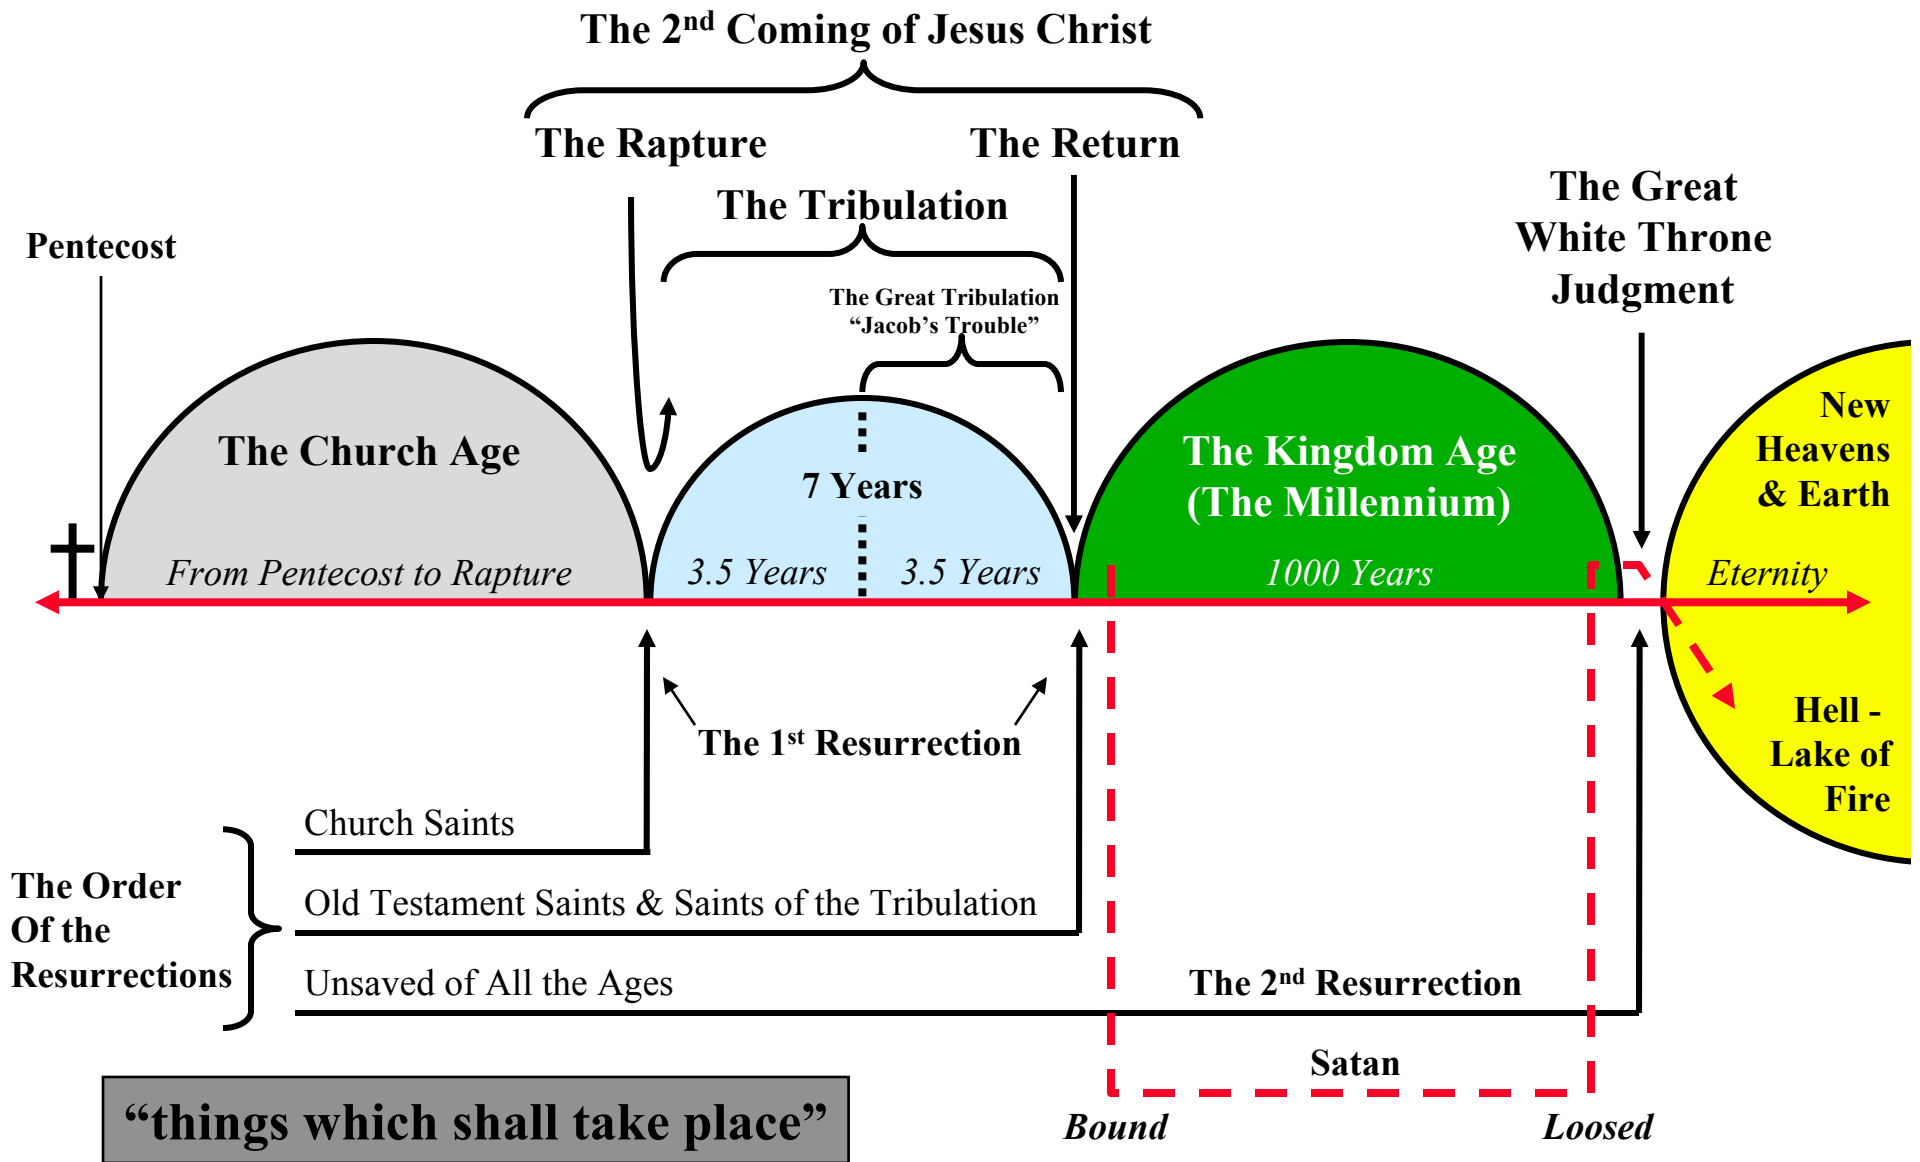 The 2nd Coming of Jesus Christ
The Rapture
The Return
The Tribulation
The Great
White Throne
Judgment
Pentecost
The Great Tribulation
“Jacob’s Trouble”
The Church Age
From Pentecost to Rapture
7 Years
3.5 Years
3.5 Years
The Kingdom Age
(The Millennium)
1000 Years
New
Heavens
& Earth
Eternity
Hell -
Lake of
Fire
The 1st Resurrection
The Order
Of the
Resurrections
Church Saints
Old Testament Saints & Saints of the Tribulation
Unsaved of All the Ages
The 2nd Resurrection
Satan
Bound
Loosed
“things which shall take place”